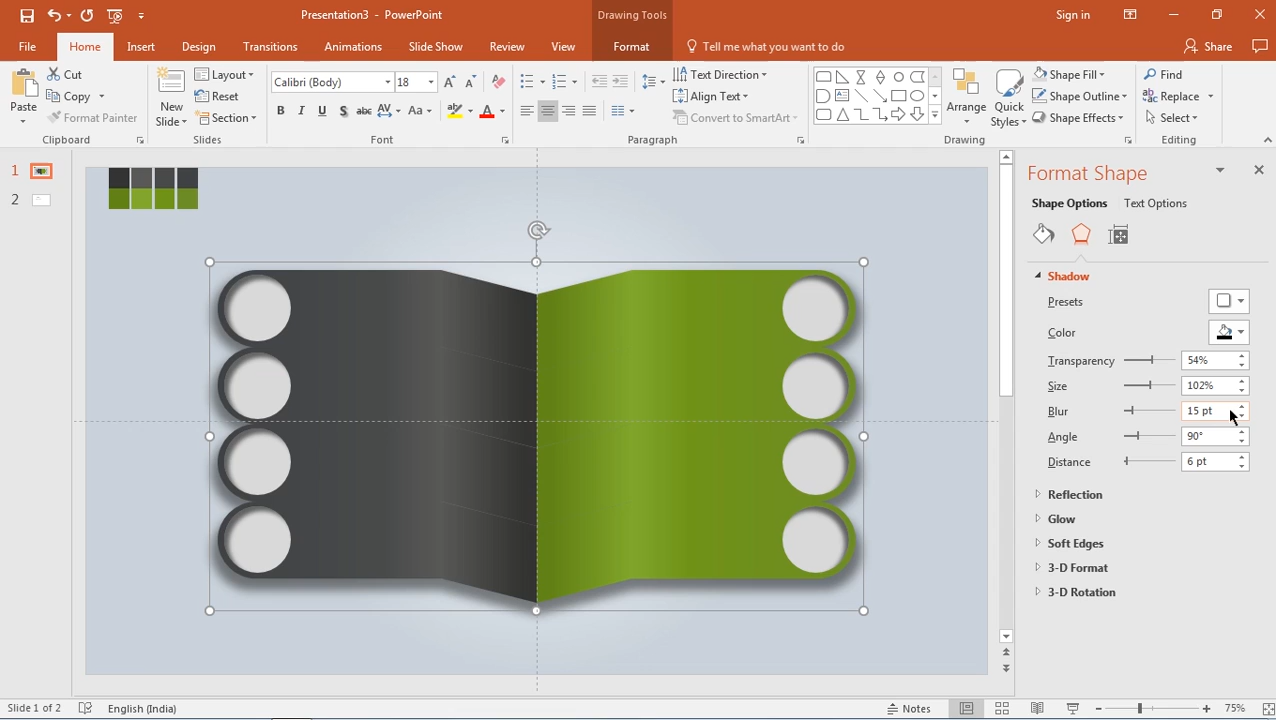 Presentation3 - PowerPoint
Drawing Tools
Sign in
File
Home
Insert
Design
Transitions
Animations
Slide Show
Review
View
Format
Tell me what you want to do
Share
Paste
Cut
Copy
Format Painter
Clipboard
New Slide
Layout
Reset
Section
Slides
Calibri (Body)
18
B I U S abc AV Aa A
Font
Text Direction
Align Text
Convert to SmartArt
Paragraph
Arrange
Quick Styles
Shape Fill
Shape Outline
Shape Effects
Drawing
Find
Replace
Select
Editing
1
2
Format Shape
Shape Options
Text Options
Shadow
Presets
Color
Transparency 54%
Size 102%
Blur 15 pt
Angle 90°
Distance 6 pt
Reflection
Glow
Soft Edges
3-D Format
3-D Rotation
Slide 1 of 2
English (India)
Notes
75%